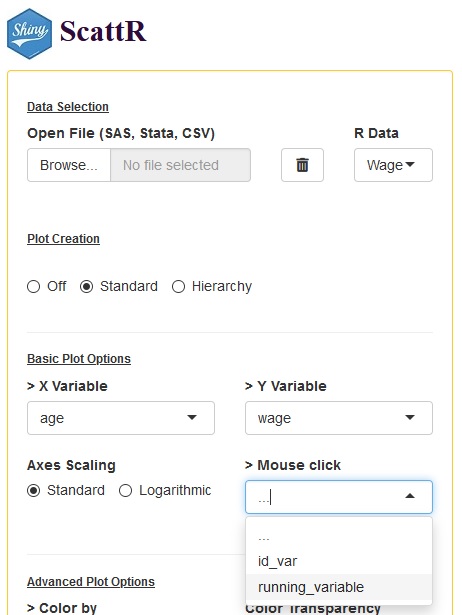 Shiny ScattR
Data Selection
Open File (SAS, Stata, CSV) R Data
Browse... No file selected Wage
Plot Creation
Off Standard Hierarchy
Basic Plot Options
> X Variable > Y Variable
age wage
Axes Scaling > Mouse click
Standard Logarithmic ...
...
id_var
running_variable
Advanced Plot Options
> Color by Color Transparency